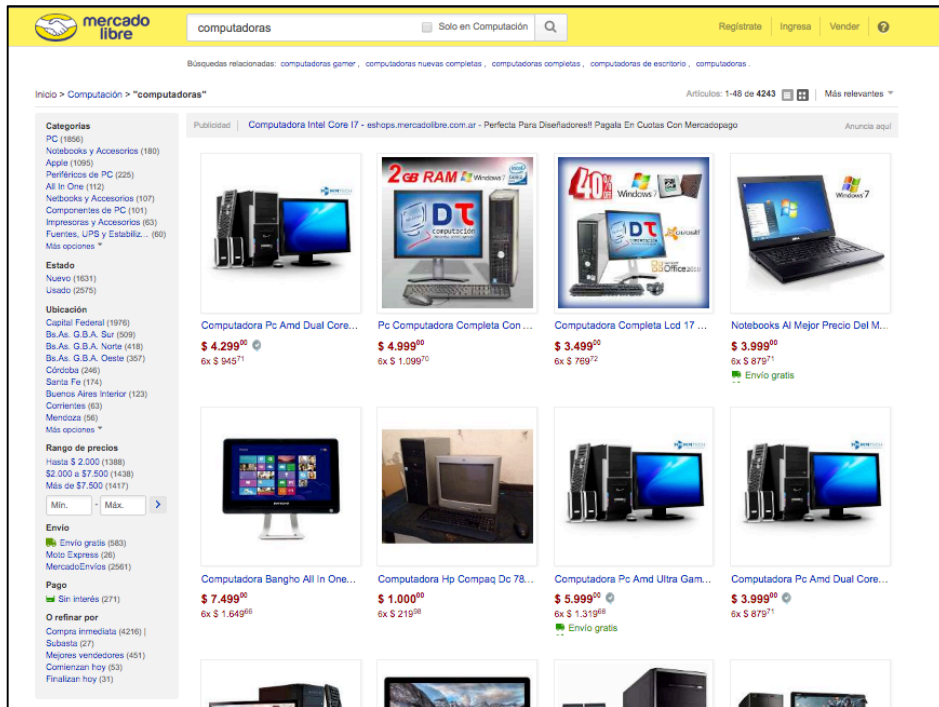 mercado
libre
computadoras
Solo en Computación
Regístrate
Ingresa
Vender
?
Búsquedas relacionadas: computadoras gamer , computadoras nuevas completas , computadoras completas , computadoras de escritorio , computadoras .
Inicio > Computación > "computadoras"
Artículos: 1-48 de 4243
Más relevantes
Publicidad
Computadora Intel Core I7 - eshops.mercadolibre.com.ar - Perfecta Para Diseñadores!! Pagala En Cuotas Con Mercadopago
Anuncia aquí
Categorías
PC (1856)
Notebooks y Accesorios (180)
Apple (1095)
Periféricos de PC (225)
All In One (112)
Netbooks y Accesorios (107)
Componentes de PC (101)
Impresoras y Accesorios (63)
Fuentes, UPS y Estabiliz... (60)
Más opciones
Estado
Nuevo (1631)
Usado (2575)
Ubicación
Capital Federal (1976)
Bs.As. G.B.A. Sur (509)
Bs.As. G.B.A. Norte (418)
Bs.As. G.B.A. Oeste (357)
Córdoba (246)
Santa Fe (174)
Buenos Aires Interior (123)
Corrientes (63)
Mendoza (56)
Más opciones
Rango de precios
Hasta $ 2.000 (1388)
$2.000 a $7.500 (1438)
Más de $7.500 (1417)
Mín. - Máx.
Envío
Envío gratis (583)
Moto Express (26)
MercadoEnvíos (2561)
Pago
Sin interés (271)
O refinar por
Compra inmediata (4216) |
Subasta (27)
Mejores vendedores (451)
Comienzan hoy (53)
Finalizan hoy (31)
Computadora Pc Amd Dual Core...
$ 4.299⁰⁰
6x $ 945⁷¹
2 GB RAM Windows 7 intel
DT
computación
Pc Computadora Completa Con ...
$ 4.999⁰⁰
6x $ 1.099⁷⁰
40%
OFF
Windows 7
DT
computación
avast!
Office 2010
Computadora Completa Lcd 17 ...
$ 3.499⁰⁰
6x $ 769⁷²
Windows 7
Notebooks Al Mejor Precio Del M...
$ 3.999⁰⁰
6x $ 879⁷¹
Envío gratis
Computadora Bangho All In One...
$ 7.499⁰⁰
6x $ 1.649⁶⁶
Computadora Hp Compaq Dc 78...
$ 1.000⁰⁰
6x $ 219⁹⁸
Computadora Pc Amd Ultra Gam...
$ 5.999⁰⁰
6x $ 1.319⁶⁸
Envío gratis
Computadora Pc Amd Dual Core...
$ 3.999⁰⁰
6x $ 879⁷¹